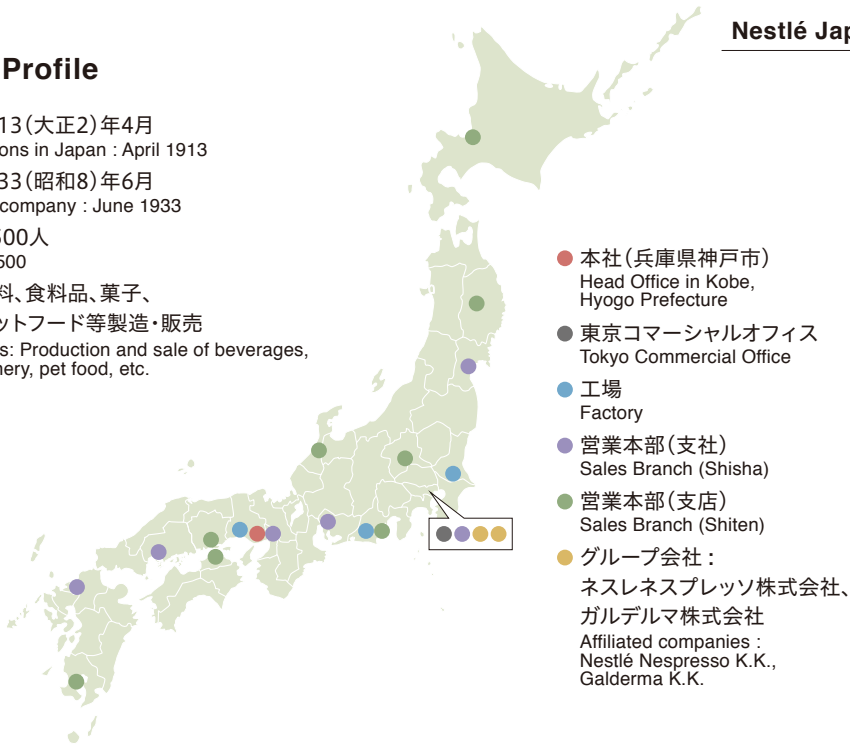 Nestlé Jap
Profile
13（大正2）年4月
ons in Japan : April 1913
33（昭和8）年6月
company : June 1933
500人
500
料、食料品、菓子、
ットフード等製造・販売
s: Production and sale of beverages,
nery, pet food, etc.
本社（兵庫県神戸市）
Head Office in Kobe,
Hyogo Prefecture
東京コマーシャルオフィス
Tokyo Commercial Office
工場
Factory
営業本部（支社）
Sales Branch (Shisha)
営業本部（支店）
Sales Branch (Shiten)
グループ会社：
ネスレネスプレッソ株式会社、
ガルデルマ株式会社
Affiliated companies :
Nestlé Nespresso K.K.,
Galderma K.K.